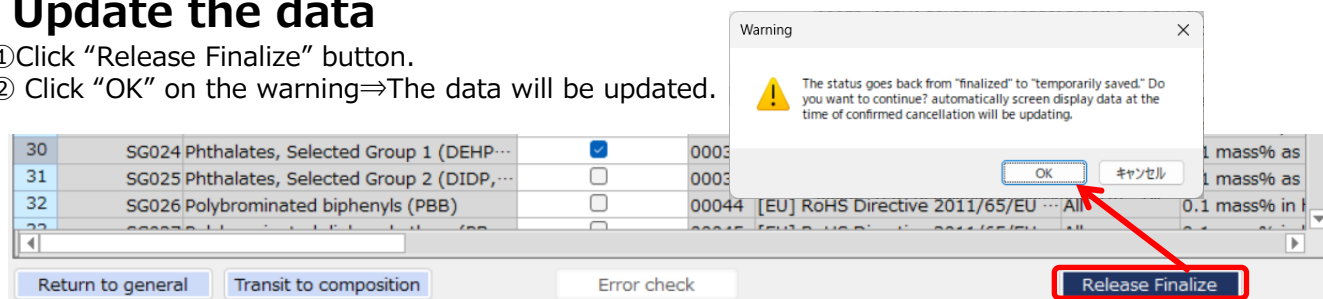 Update the data
①Click “Release Finalize” button.
② Click “OK” on the warning⇒The data will be updated.
Warning
The status goes back from "finalized" to "temporarily saved." Do
you want to continue? automatically screen display data at the
time of confirmed cancellation will be updating.
OK キャンセル
30 SG024 Phthalates, Selected Group 1 (DEHP… 0003 1 mass% as
31 SG025 Phthalates, Selected Group 2 (DIDP,… 0003 1 mass% as
32 SG026 Polybrominated biphenyls (PBB) 00044 [EU] RoHS Directive 2011/65/EU … All 0.1 mass% in
Return to general Transit to composition Error check Release Finalize